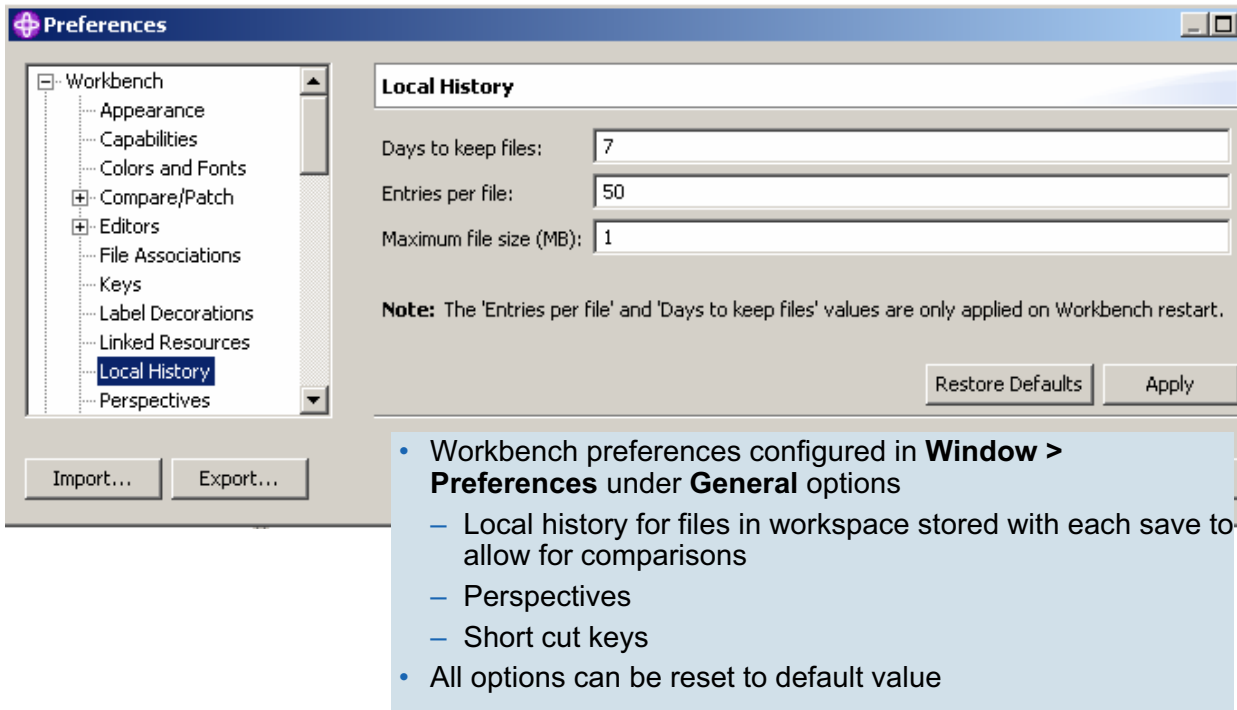 Preferences
Workbench
Appearance
Capabilities
Colors and Fonts
Compare/Patch
Editors
File Associations
Keys
Label Decorations
Linked Resources
Local History
Perspectives
Import...
Export...
Local History
Days to keep files:
7
Entries per file:
50
Maximum file size (MB):
1
Note: The 'Entries per file' and 'Days to keep files' values are only applied on Workbench restart.
Restore Defaults
Apply
• Workbench preferences configured in Window >
Preferences under General options
– Local history for files in workspace stored with each save to
allow for comparisons
– Perspectives
– Short cut keys
• All options can be reset to default value